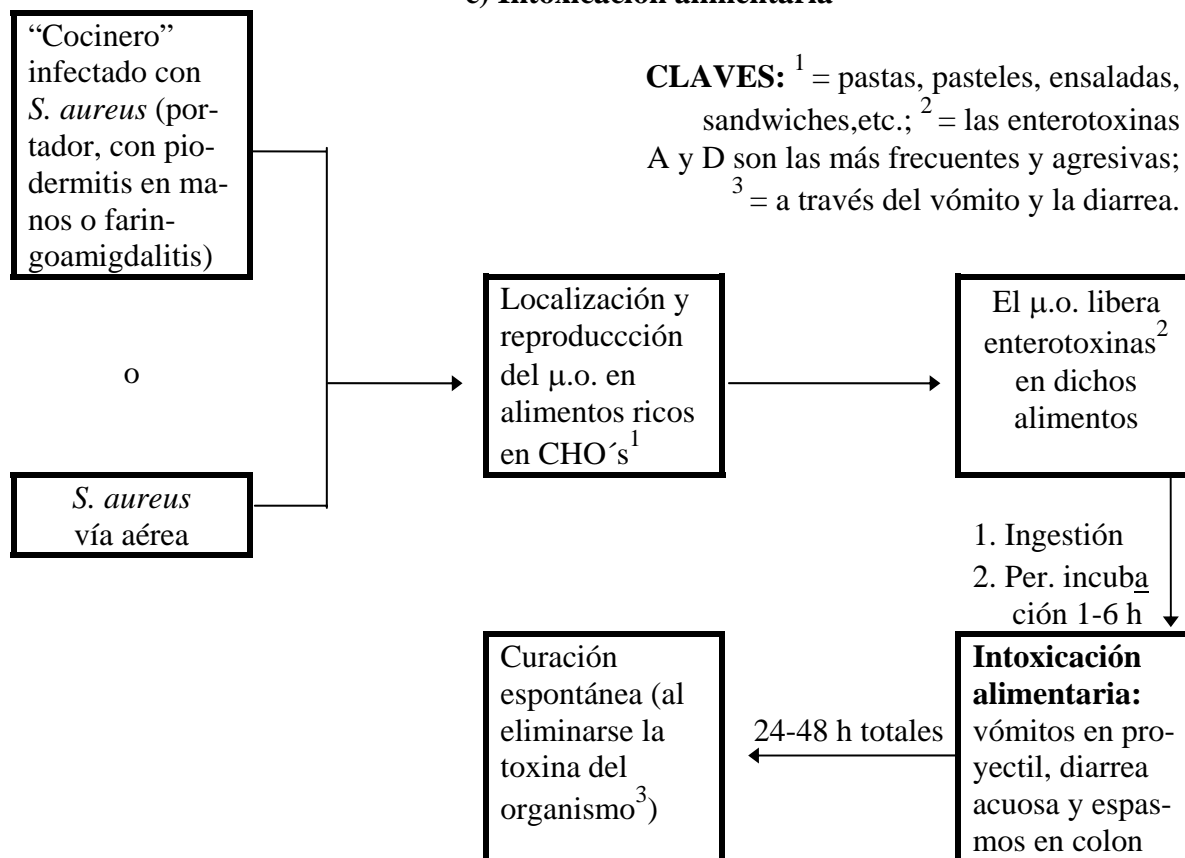 c) Intoxicación alimentaria
“Cocinero”
infectado con
S. aureus (por-
tador, con pio-
dermitis en ma-
nos o farin-
goamigdalitis)
CLAVES: 1 = pastas, pasteles, ensaladas,
sandwiches,etc.; 2 = las enterotoxinas
A y D son las más frecuentes y agresivas;
3 = a través del vómito y la diarrea.
o
S. aureus
vía aérea
Localización y
reproduccción
del μ.o. en
alimentos ricos
en CHO´s1
El μ.o. libera
enterotoxinas2
en dichos
alimentos
1. Ingestión
2. Per. incuba
ción 1-6 h
Intoxicación
alimentaria:
vómitos en pro-
yectil, diarrea
acuosa y espas-
mos en colon
24-48 h totales
Curación
espontánea (al
eliminarse la
toxina del
organismo3)